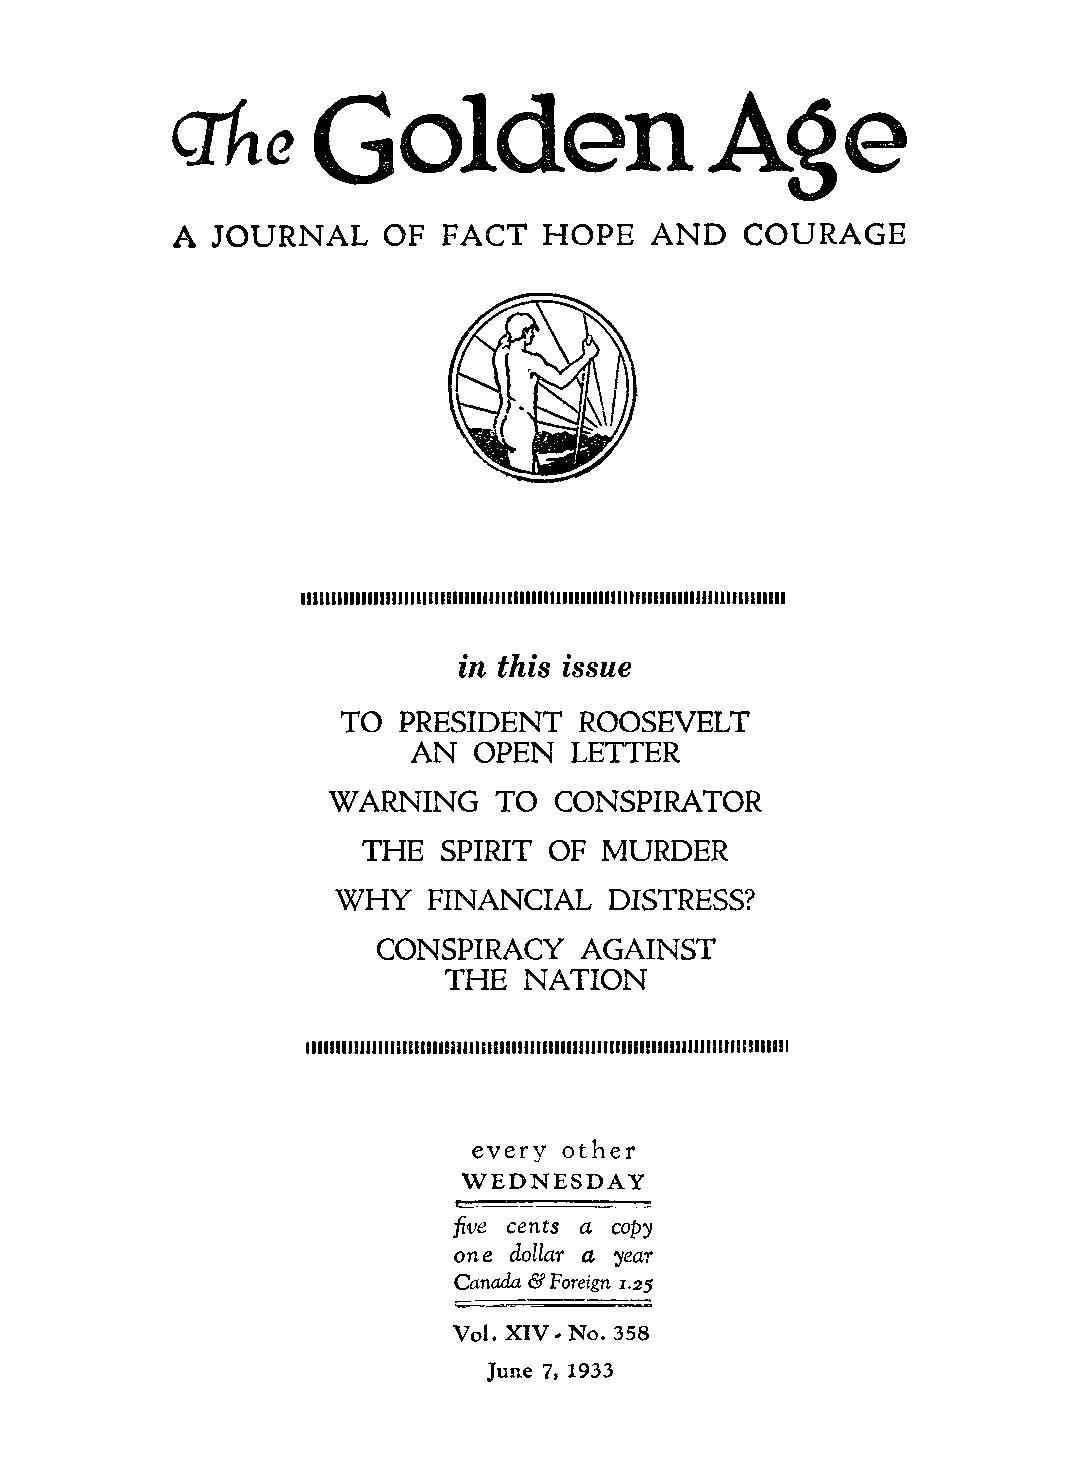 The Golden Age
A JOURNAL OF FACT HOPE AND COURAGE
in this issue
TO PRESIDENT ROOSEVELT
AN OPEN LETTER
WARNING TO CONSPIRATOR
THE SPIRIT OF MURDER
WHY FINANCIAL DISTRESS?
CONSPIRACY AGAINST
THE NATION
every other
WEDNESDAY
five cents a copy
one dollar a year
Canada & Foreign 1.25
Vol. XIV - No. 358
June 7, 1933